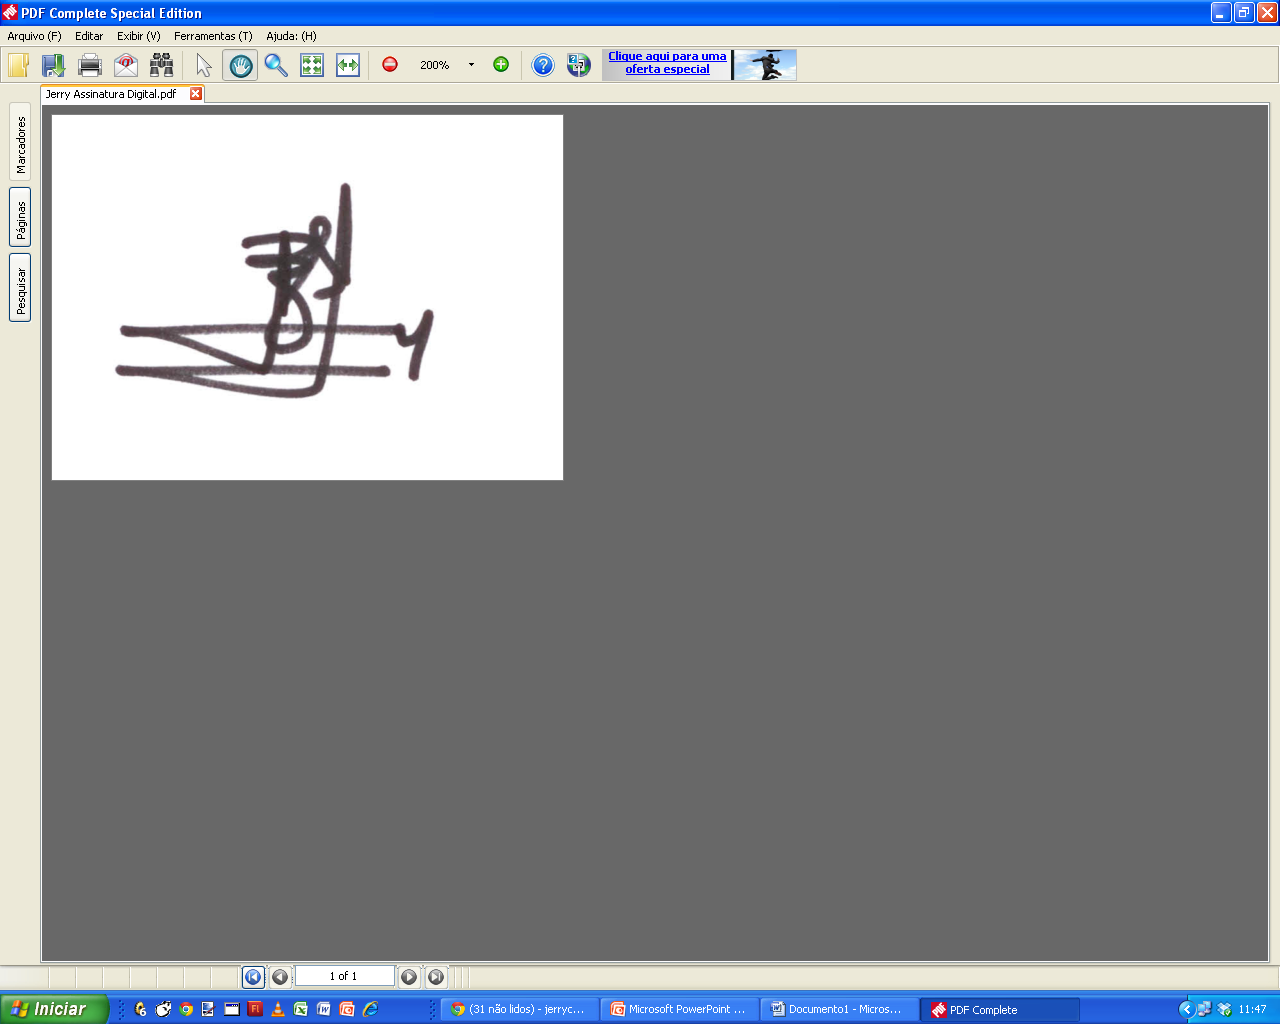 PDF Complete Special Edition
Arquivo (F) Editar Exibir (V) Ferramentas (T) Ajuda: (H)
200%
Clique aqui para uma
oferta especial
Jerry Assinatura Digital.pdf
Marcadores
Páginas
Pesquisar
1 of 1
Iniciar
(31 não lidos) - jerryc...
Microsoft PowerPoint ...
Documento1 - Micros...
PDF Complete
11:47